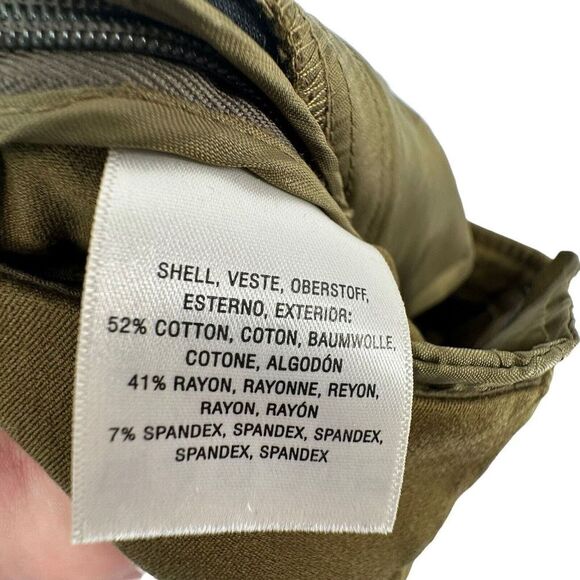 SHELL, VESTE, OBERSTOFF,
ESTERNO, EXTERIOR:
52% COTTON, COTON, BAUMWOLLE,
COTONE, ALGODÓN
41% RAYON, RAYONNE, REYON,
RAYON, RAYÓN
7% SPANDEX, SPANDEX, SPANDEX,
SPANDEX, SPANDEX